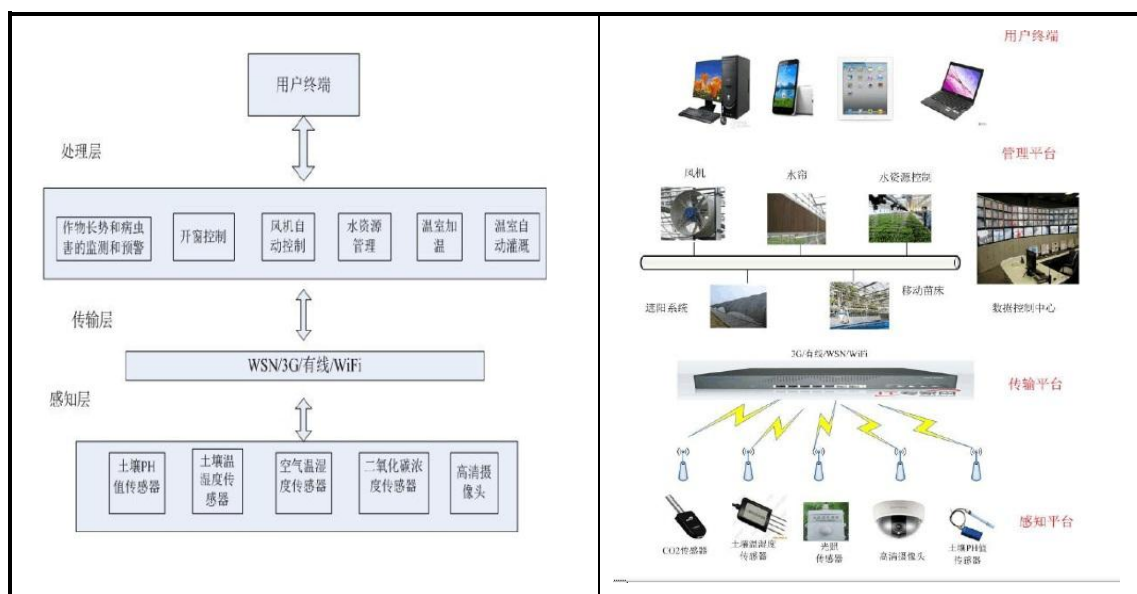 用户终端
处理层
作物长势和病虫
害的监测和预警
开窗控制
风机自
动控制
水资源
管理
温室加
温
温室自
动灌溉
传输层
WSN/3G/有线/WiFi
感知层
土壤PH
值传感器
土壤温
湿度传
感器
空气温湿
度传感器
二氧化碳浓
度传感器
高清摄
像头
用户终端
管理平台
风机
水帘
水资源控制
遮阳系统
移动苗床
数据控制中心
3G/有线/WSN/WiFi
传输平台
感知平台
CO2传感器
土壤温湿度
传感器
光照
传感器
高清摄像头
土壤PH值
传感器